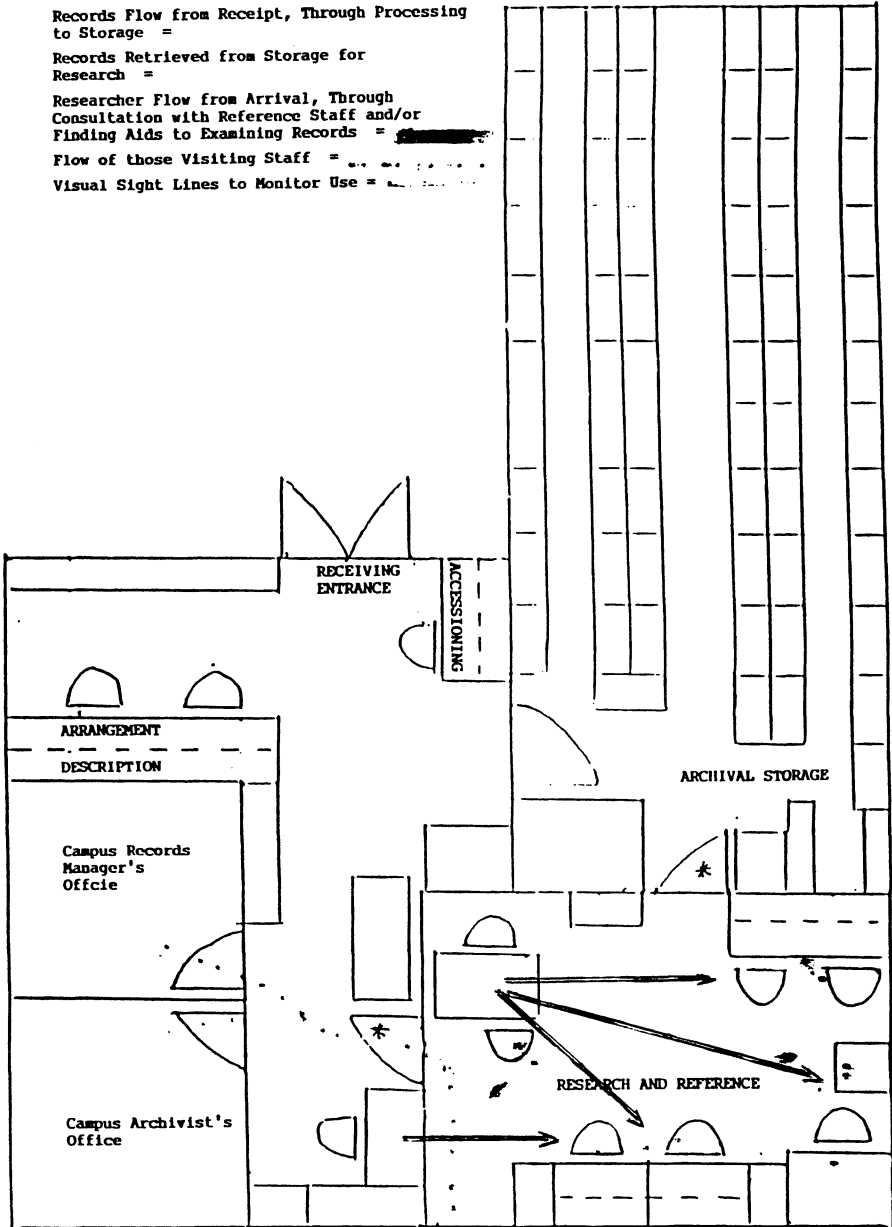 Records Flow from Receipt, Through Processing
to Storage =
Records Retrieved from Storage for
Research =
Researcher Flow from Arrival, Through
Consultation with Reference Staff and/or
Finding Aids to Examining Records =
Flow of those Visiting Staff =
Visual Sight Lines to Monitor Use =
RECEIVING
ENTRANCE
ACCESSIONING
ARRANGEMENT
DESCRIPTION
ARCHIVAL STORAGE
Campus Records
Manager's
Offcie
*
*
RESEARCH AND REFERENCE
Campus Archivist's
Office